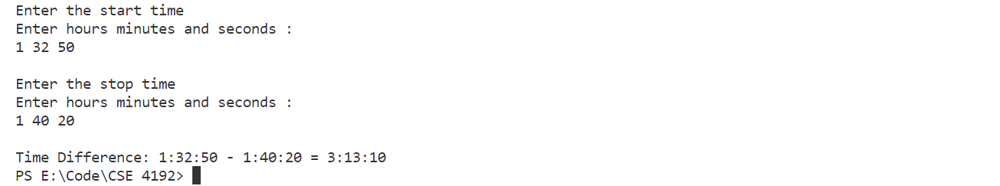 Enter the start time
Enter hours minutes and seconds :
1 32 50
Enter the stop time
Enter hours minutes and seconds :
1 40 20
Time Difference: 1:32:50 - 1:40:20 = 3:13:10
PS E:\Code\CSE 4192>